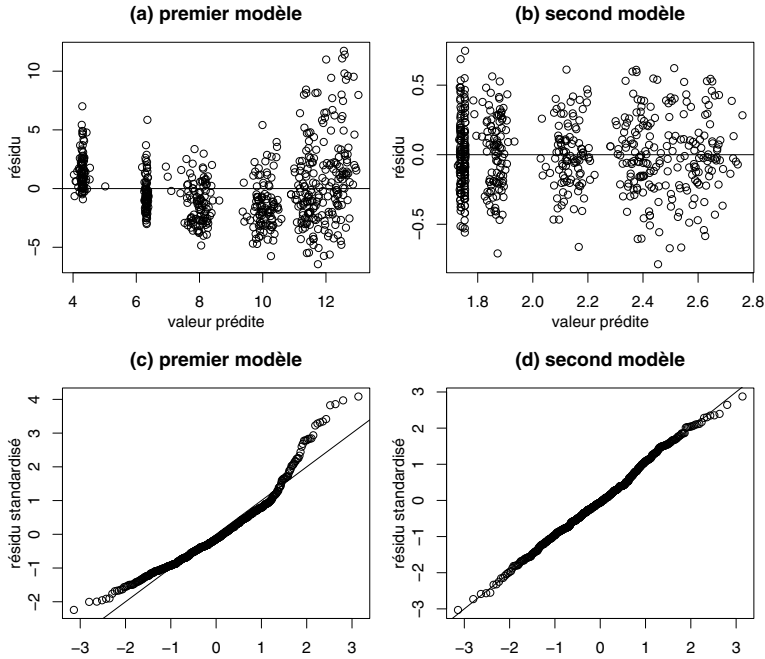 (a) premier modèle
(b) second modèle
résidu
10
5
0
−5
4 6 8 10 12
valeur prédite
résidu
0.5
0.0
−0.5
1.8 2.0 2.2 2.4 2.6 2.8
valeur prédite
(c) premier modèle
(d) second modèle
résidu standardisé
4
3
2
1
0
−1
−2
−3 −2 −1 0 1 2 3
résidu standardisé
3
2
1
0
−1
−2
−3
−3 −2 −1 0 1 2 3